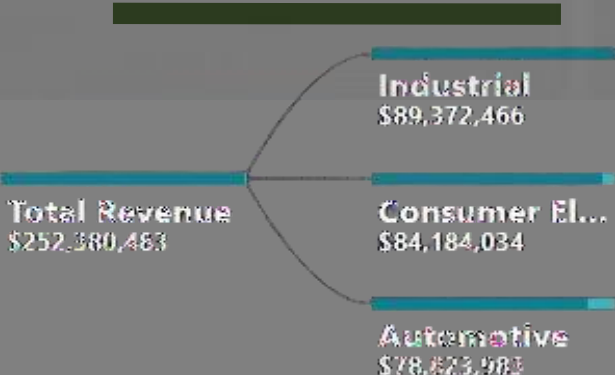 Industrial
$89,372,466
Total Revenue
$252,380,483
Consumer El...
$84,184,034
Automotive
$78,823,983